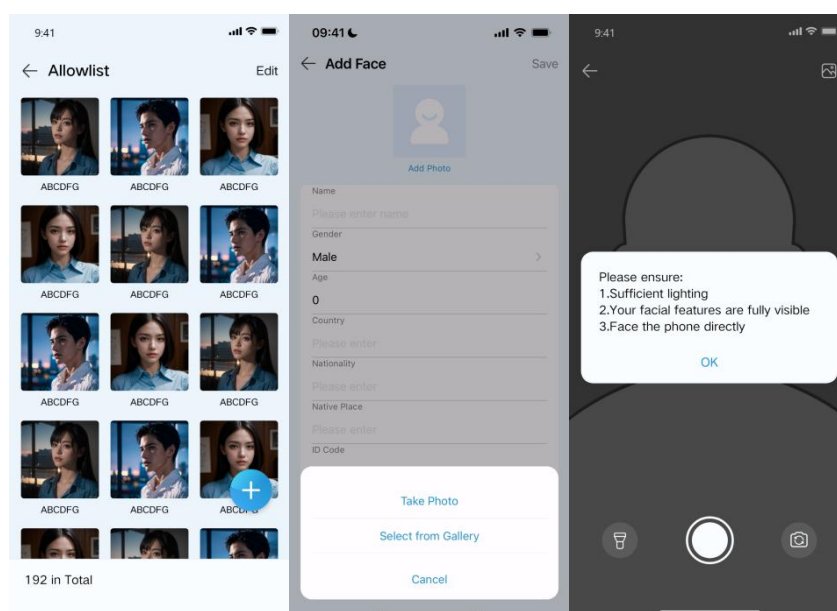 9:41
Allowlist
Edit
ABCDFG ABCDFG ABCDFG
ABCDFG ABCDFG ABCDFG
ABCDFG ABCDFG ABCDFG
ABCDFG ABCDFG
192 in Total
09:41
Add Face
Save
Add Photo
Name
Please enter name
Gender
Male
Age
0
Country
Please enter
Nationality
Please enter
Native Place
Please enter
ID Code
Take Photo
Select from Gallery
Cancel
9:41
Please ensure:
1.Sufficient lighting
2.Your facial features are fully visible
3.Face the phone directly
OK